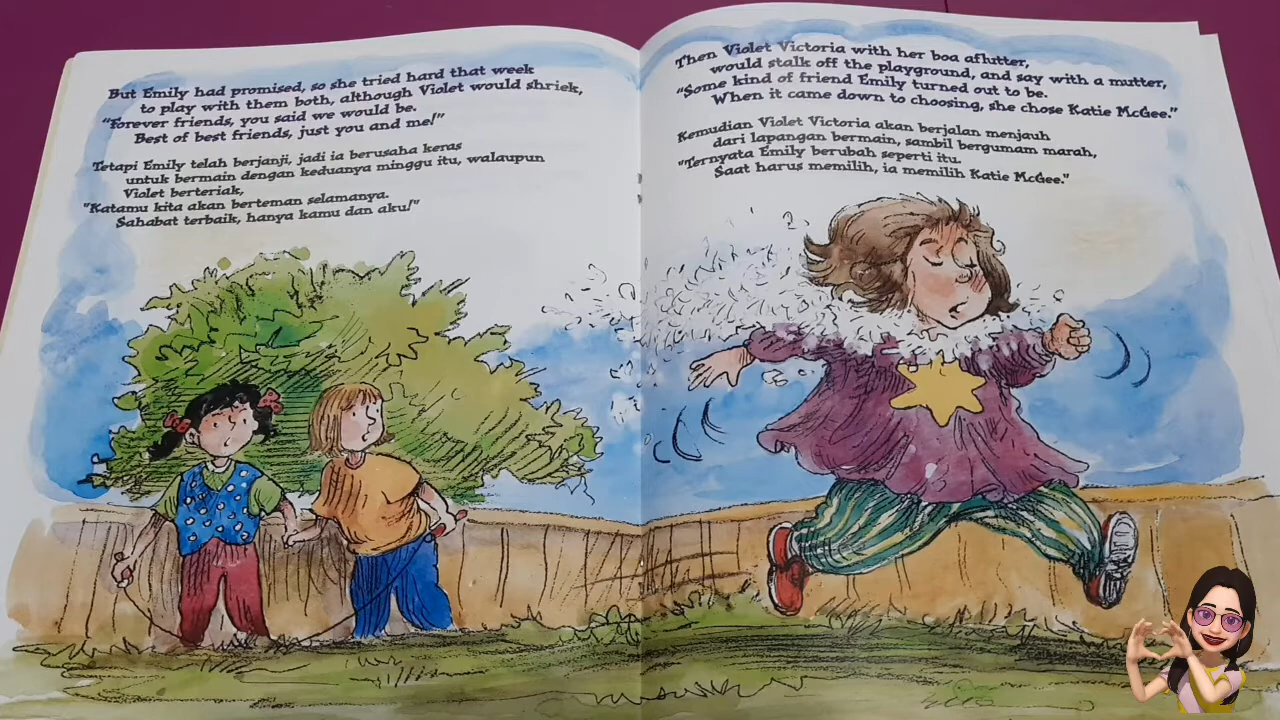 But Emily had promised, so she tried hard that week
to play with them both, although Violet would shriek,
"Forever friends, you said we would be.
Best of best friends, just you and me!"
Tetapi Emily telah berjanji, jadi ia berusaha keras
untuk bermain dengan keduanya minggu itu, walaupun
Violet berteriak,
"Katamu kita akan berteman selamanya.
Sahabat terbaik, hanya kamu dan aku!"
Then Violet Victoria with her boa aflutter,
would stalk off the playground, and say with a mutter,
"Some kind of friend Emily turned out to be.
When it came down to choosing, she chose Katie McGee."
Kemudian Violet Victoria akan berjalan menjauh
dari lapangan bermain, sambil bergumam marah,
"Ternyata Emily berubah seperti itu.
Saat harus memilih, ia memilih Katie McGee."